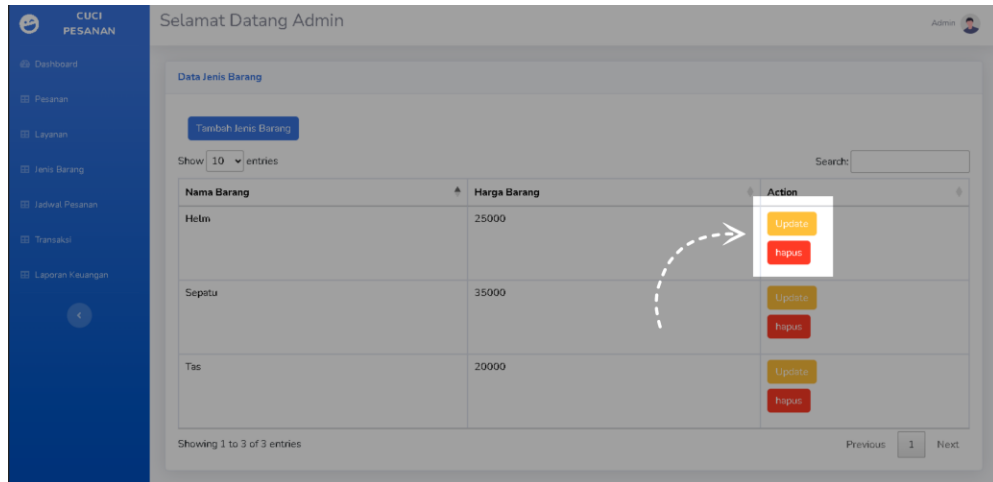 CUCI
PESANAN
Selamat Datang Admin
Admin
Dashboard
Pesanan
Layanan
Jenis Barang
Jadwal Pesanan
Transaksi
Laporan Keuangan
Data Jenis Barang
Tambah Jenis Barang
Show 10 entries
Search:
Nama Barang Harga Barang Action
Helm 25000 Update
hapus
Sepatu 35000 Update
hapus
Tas 20000 Update
hapus
Showing 1 to 3 of 3 entries
Previous 1 Next